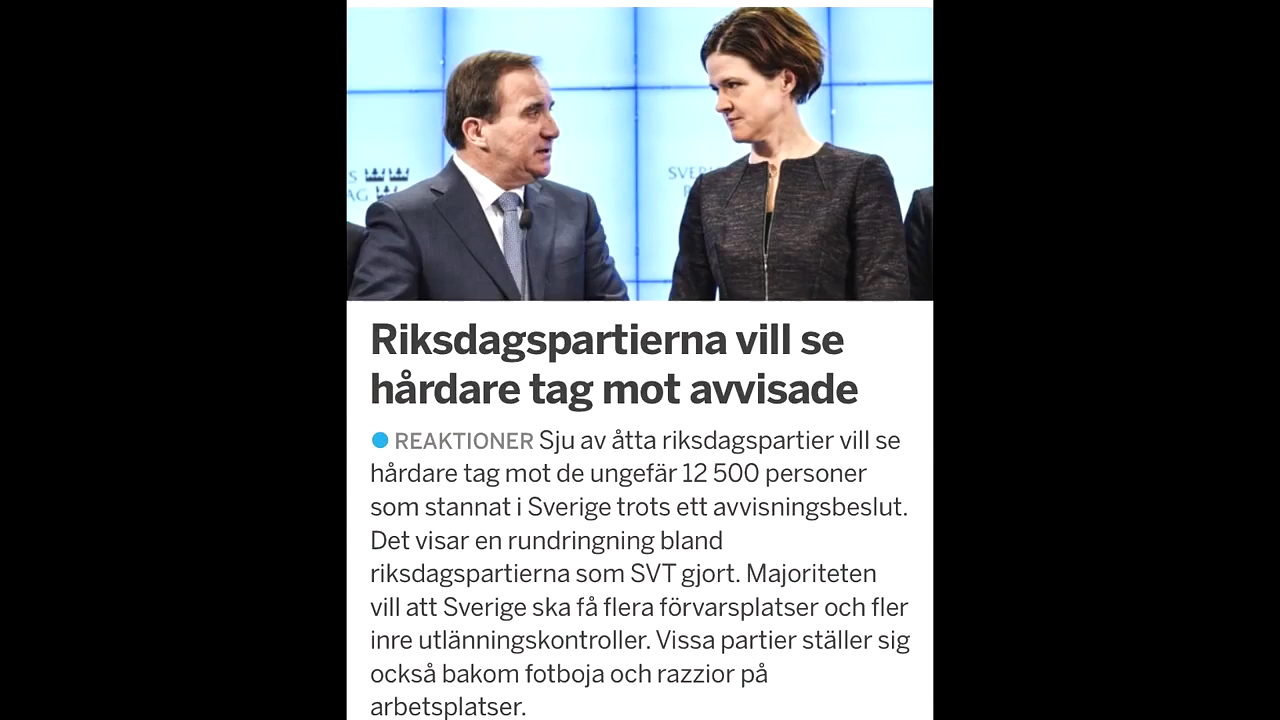 S
AG
SVERI
R
Riksdagspartierna vill se
hårdare tag mot avvisade
REAKTIONER Sju av åtta riksdagspartier vill se
hårdare tag mot de ungefär 12 500 personer
som stannat i Sverige trots ett avvisningsbeslut.
Det visar en rundringning bland
riksdagspartierna som SVT gjort. Majoriteten
vill att Sverige ska få flera förvarsplatser och fler
inre utlänningskontroller. Vissa partier ställer sig
också bakom fotboja och razzior på
arbetsplatser.